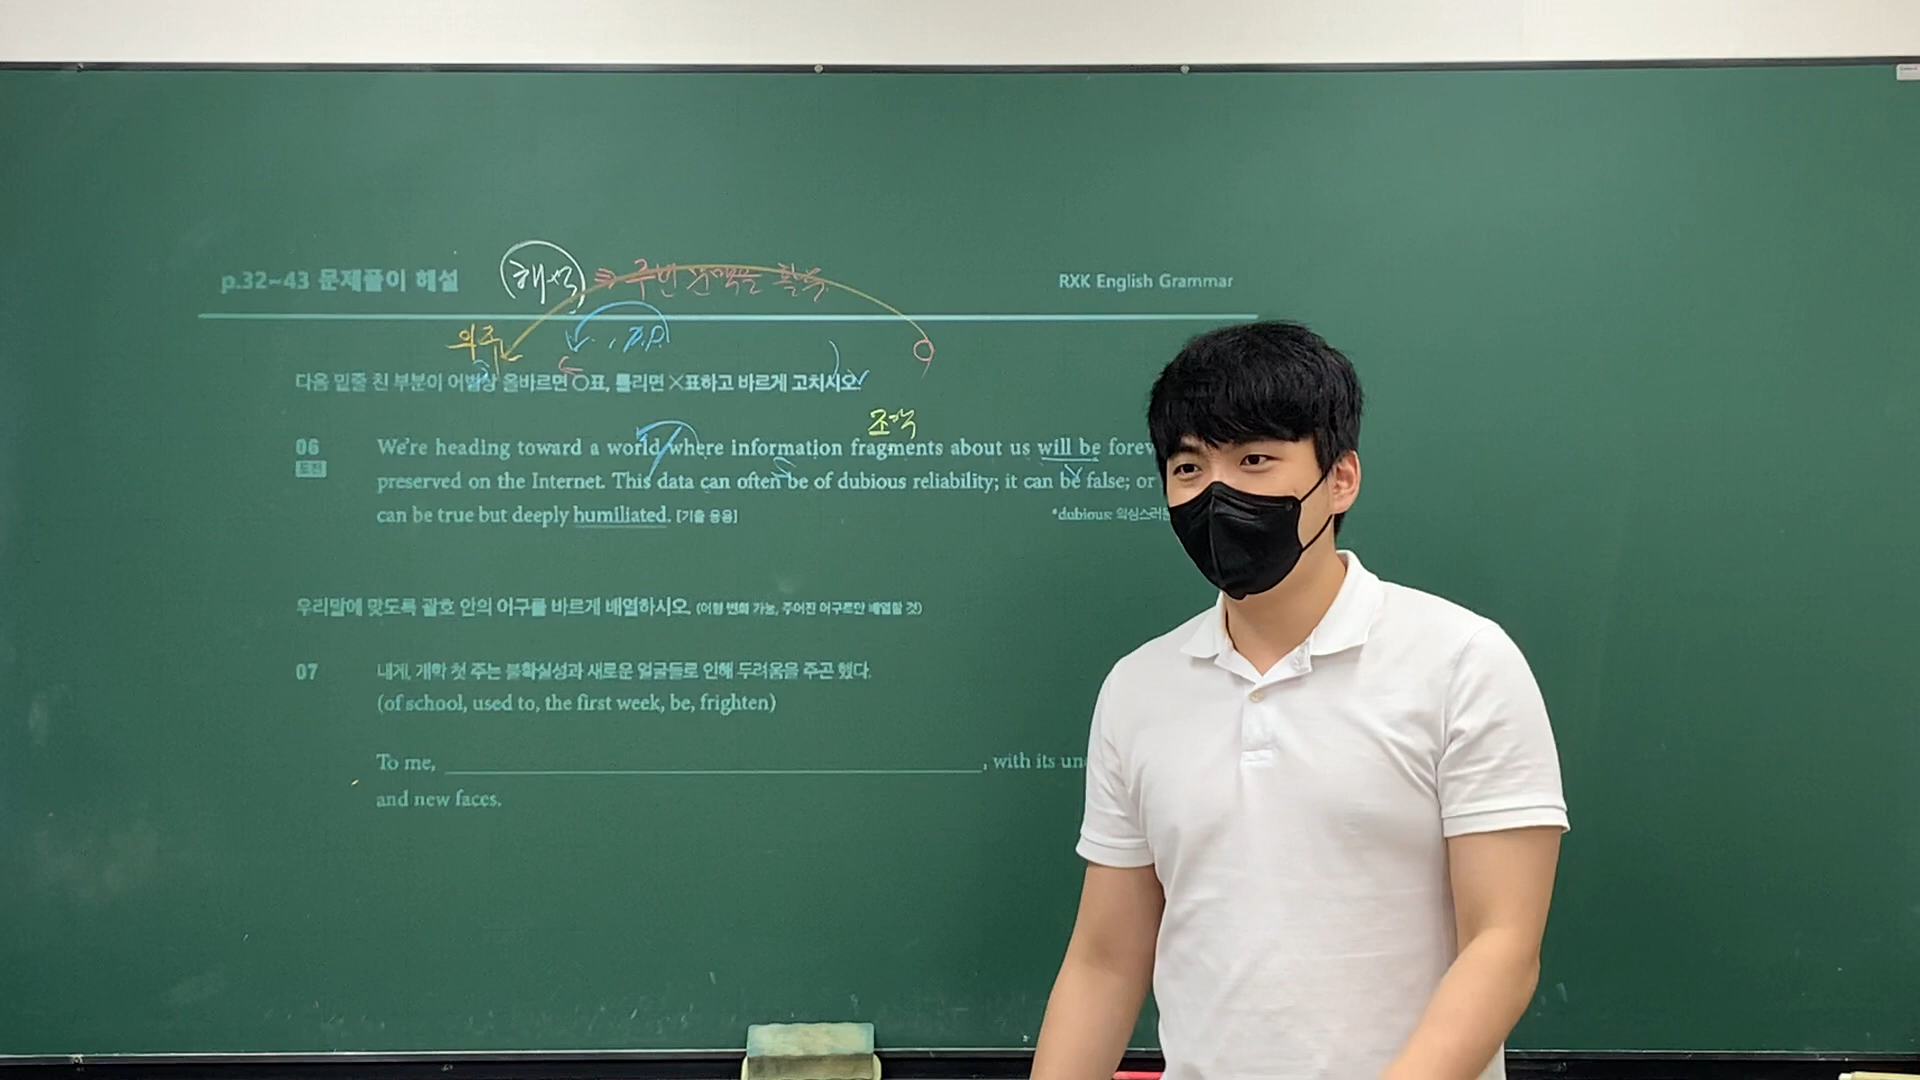 p.32~43 문제풀이 해설
해석 ⇒ 주변 문맥을 활용
RXK English Grammar
, p.p.
다음 밑줄 친 부분이 어법상 올바르면 ○표, 틀리면 ×표하고 바르게 고치시오.
조각
06 We're heading toward a world where information fragments about us will be forev
도전 preserved on the Internet. This data can often be of dubious reliability; it can be false; or
can be true but deeply humiliated. [기출 응용]
*dubious: 의심스러운
우리말에 맞도록 괄호 안의 어구를 바르게 배열하시오. (어형 변화 가능, 주어진 어구로만 배열할 것)
07 내게, 개학 첫 주는 불확실성과 새로운 얼굴들로 인해 두려움을 주곤 했다.
(of school, used to, the first week, be, frighten)
To me, , with its un
and new faces.